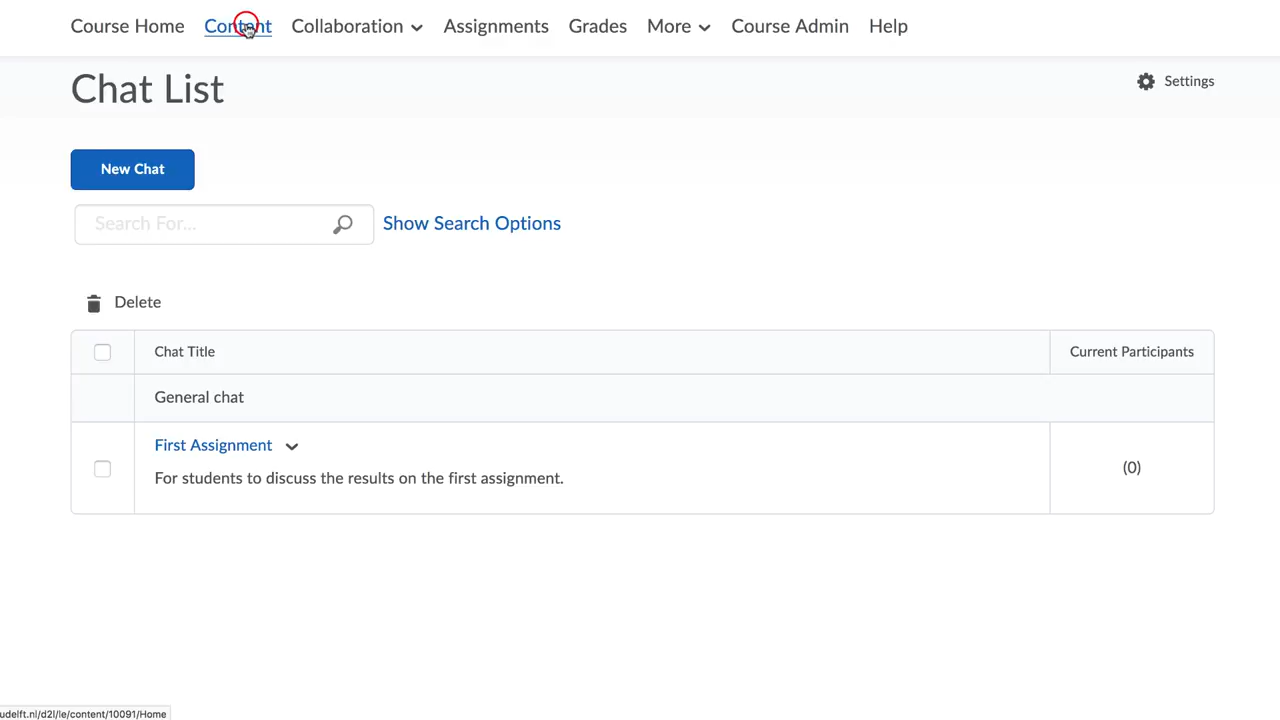 Course Home Content Collaboration Assignments Grades More Course Admin Help
Chat List
Settings
New Chat
Search For...
Show Search Options
Delete
Chat Title Current Participants
General chat
First Assignment
For students to discuss the results on the first assignment.
(0)
udelft.nl/d2l/le/content/10091/Home